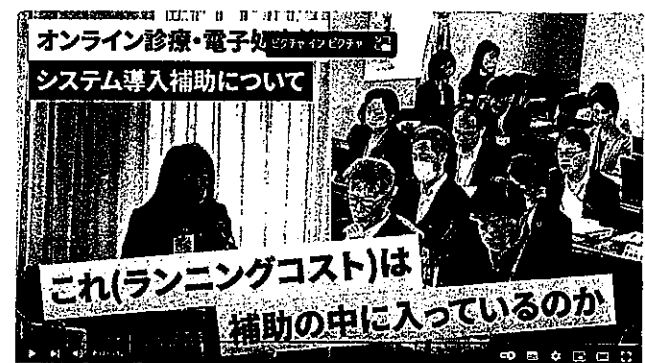 オンライン診療・電子処
ピクチャ イン ピクチャ
システム導入補助について
これ(ランニングコスト)は
補助の中に入っているのか